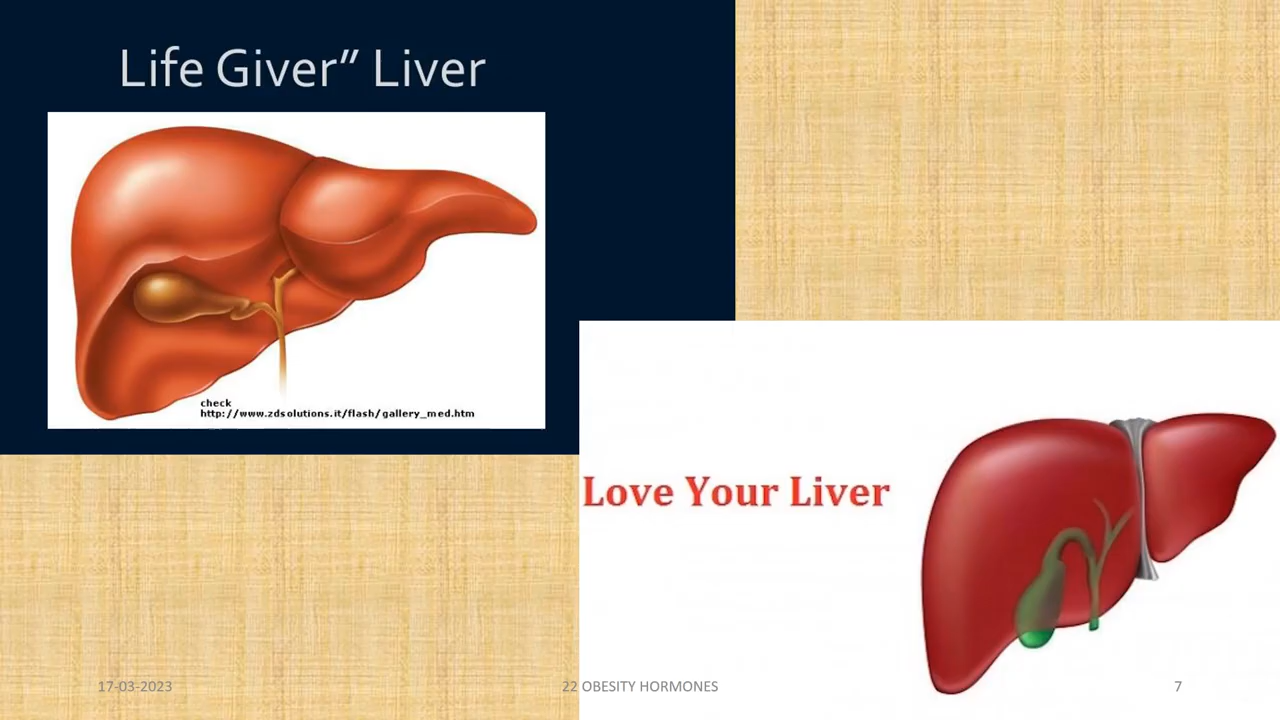 Life Giver” Liver
check
http://www.zdsolutions.it/flash/gallery_med.htm
Love Your Liver
17-03-2023
22 OBESITY HORMONES
7